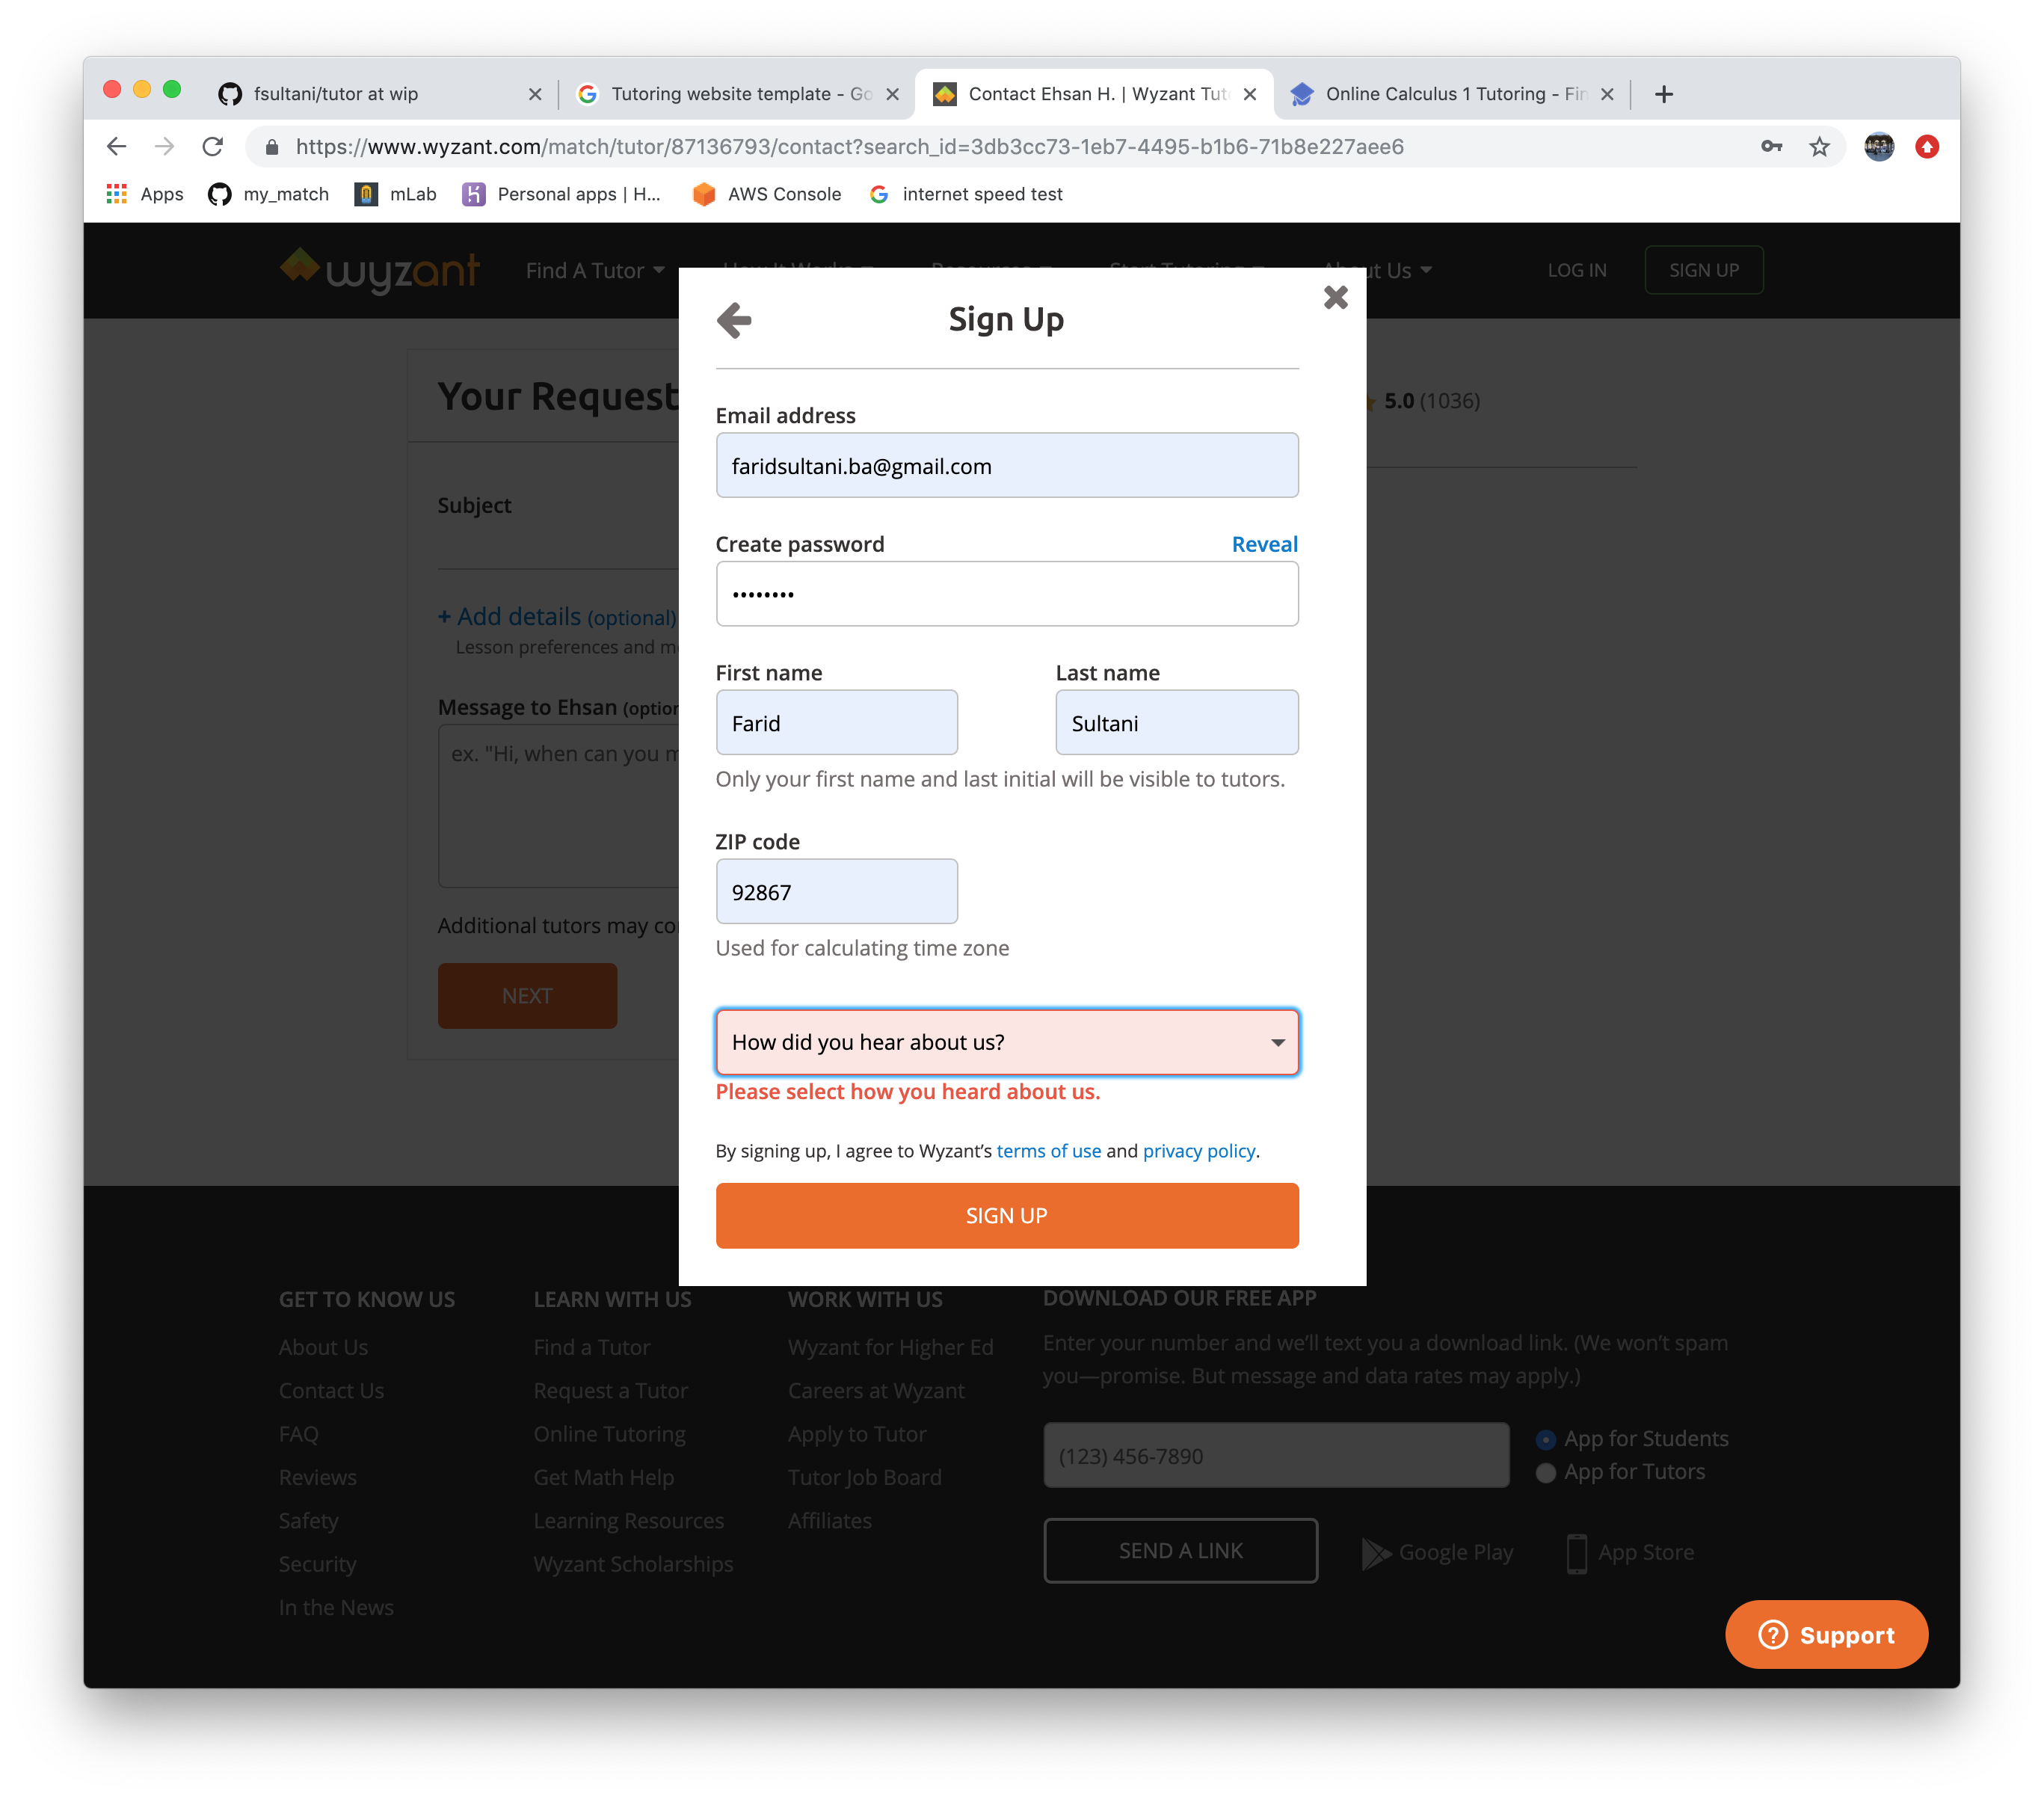 fsultani/tutor at wip
Tutoring website template - Go
Contact Ehsan H. | Wyzant Tut
Online Calculus 1 Tutoring - Fin
https://www.wyzant.com/match/tutor/87136793/contact?search_id=3db3cc73-1eb7-4495-b1b6-71b8e227aee6
Apps
my_match
mLab
Personal apps | H...
AWS Console
internet speed test
wyzant
Find A Tutor
How It Works
Resources
Start Tutoring
About Us
LOG IN
SIGN UP
Sign Up
Your Request
5.0 (1036)
Email address
faridsultani.ba@gmail.com
Subject
Create password
Reveal
••••••••
+ Add details (optional)
Lesson preferences and m
First name
Last name
Message to Ehsan (option
Farid
Sultani
ex. "Hi, when can you m
Only your first name and last initial will be visible to tutors.
ZIP code
92867
Additional tutors may co
Used for calculating time zone
NEXT
How did you hear about us?
Please select how you heard about us.
By signing up, I agree to Wyzant’s terms of use and privacy policy.
SIGN UP
GET TO KNOW US
About Us
Contact Us
FAQ
Reviews
Safety
Security
In the News
LEARN WITH US
Find a Tutor
Request a Tutor
Online Tutoring
Get Math Help
Learning Resources
Wyzant Scholarships
WORK WITH US
Wyzant for Higher Ed
Careers at Wyzant
Apply to Tutor
Tutor Job Board
Affiliates
DOWNLOAD OUR FREE APP
Enter your number and we’ll text you a download link. (We won’t spam
you—promise. But message and data rates may apply.)
(123) 456-7890
App for Students
App for Tutors
SEND A LINK
Google Play
App Store
Support